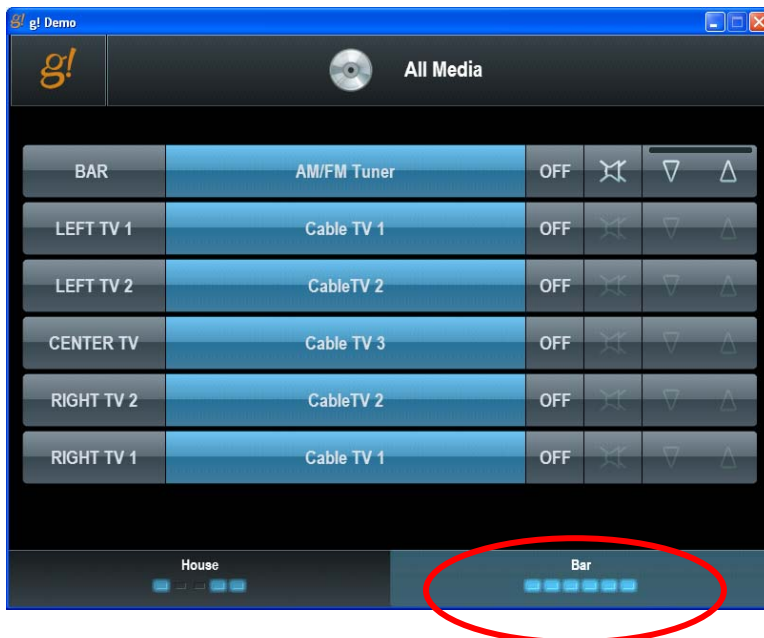 g! g! Demo
g! All Media
BAR AM/FM Tuner OFF
LEFT TV 1 Cable TV 1 OFF
LEFT TV 2 CableTV 2 OFF
CENTER TV Cable TV 3 OFF
RIGHT TV 2 CableTV 2 OFF
RIGHT TV 1 Cable TV 1 OFF
House Bar